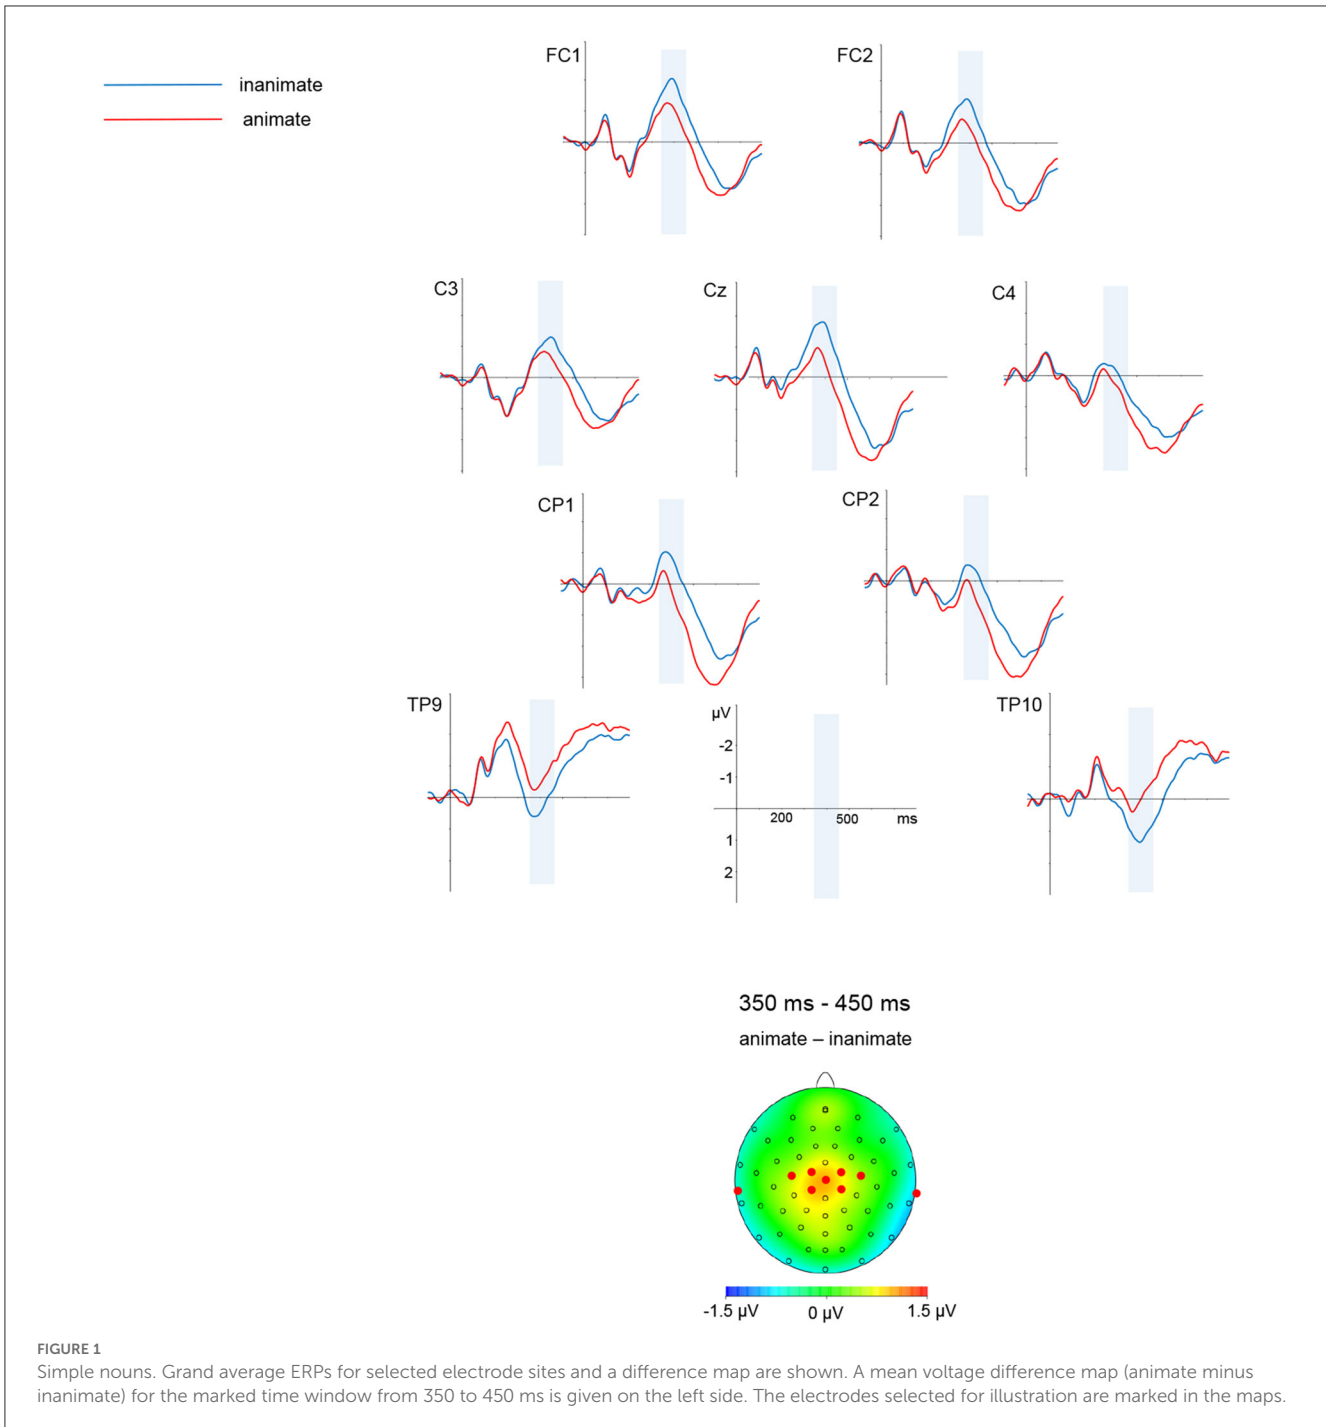 FC1
FC2
inanimate
animate
C3
Cz
C4
CP1
CP2
TP9
µV
TP10
-2
-1
200
500
ms
1
2
350 ms - 450 ms
animate – inanimate
-1.5 µV
0 µV
1.5 µV
FIGURE 1
Simple nouns. Grand average ERPs for selected electrode sites and a difference map are shown. A mean voltage difference map (animate minus
inanimate) for the marked time window from 350 to 450 ms is given on the left side. The electrodes selected for illustration are marked in the maps.